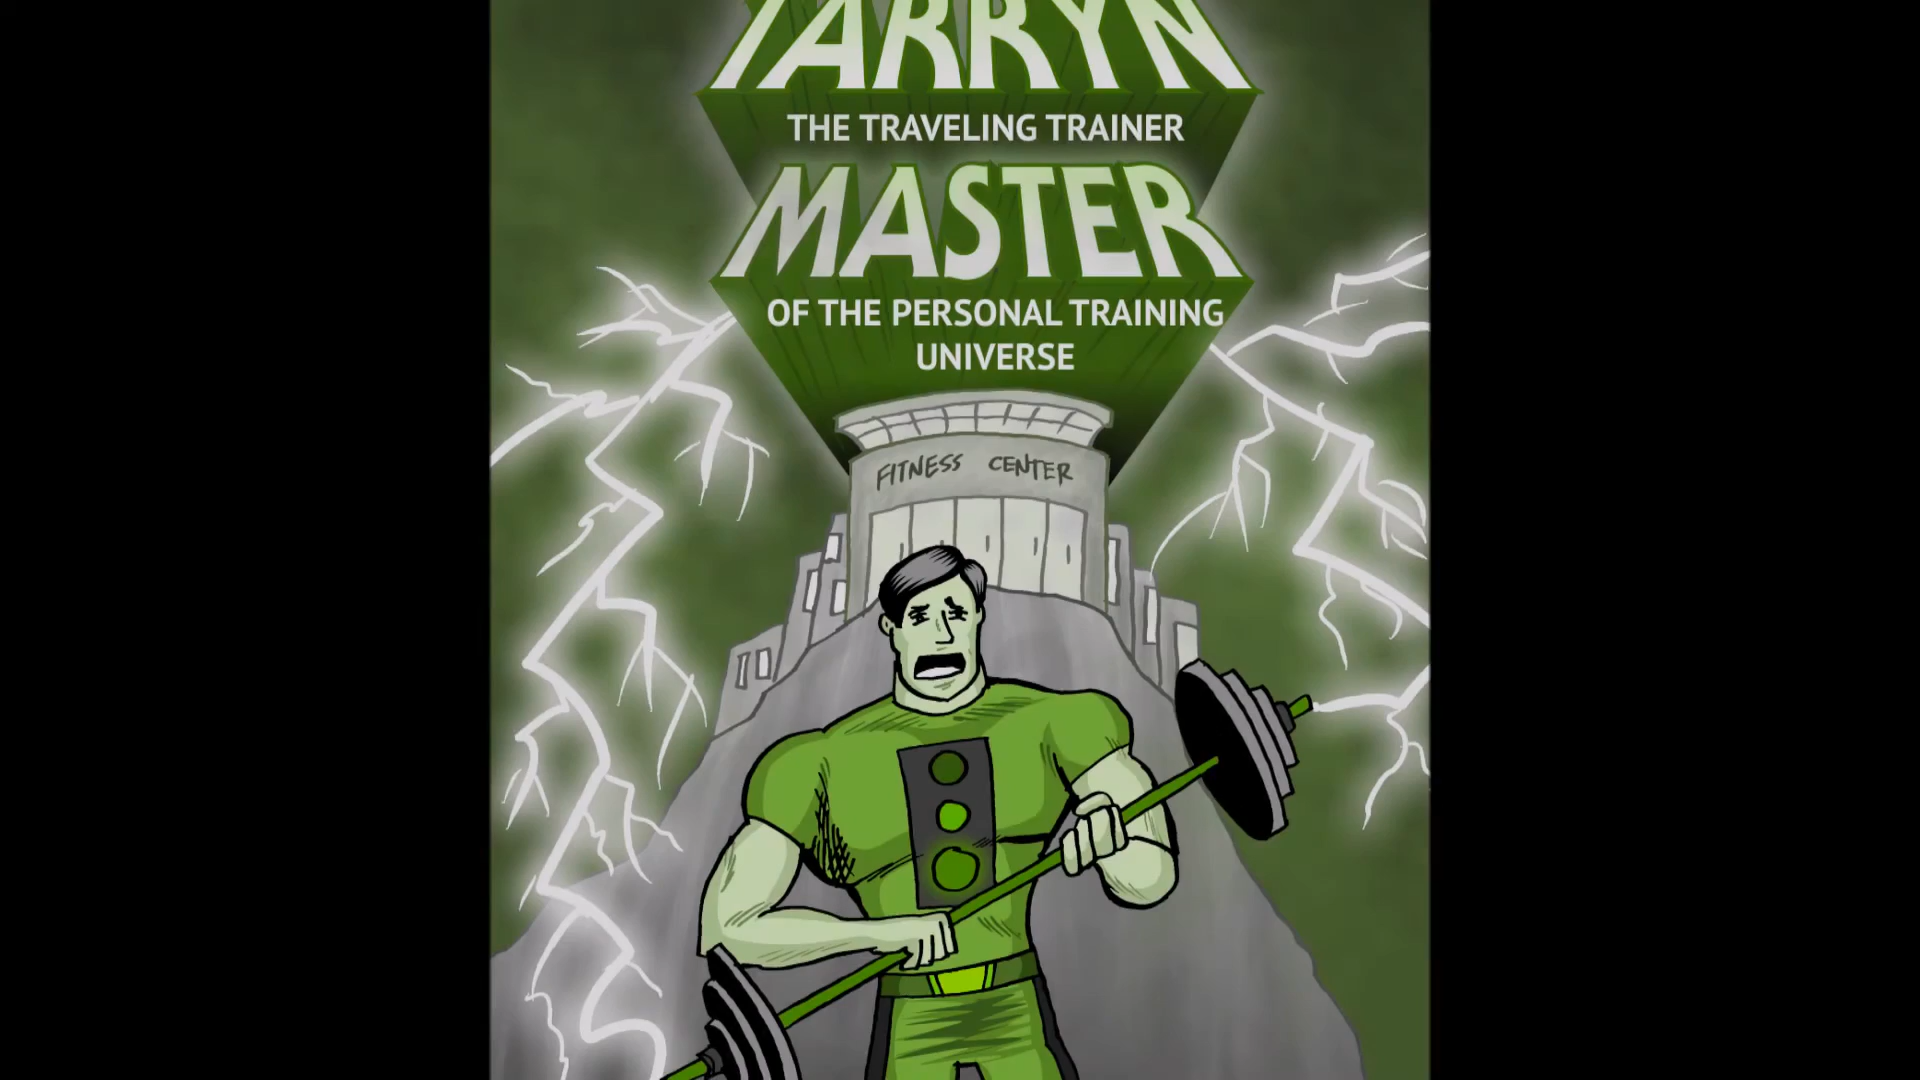 TARRYN
THE TRAVELING TRAINER
MASTER
OF THE PERSONAL TRAINING
UNIVERSE
FITNESS CENTER